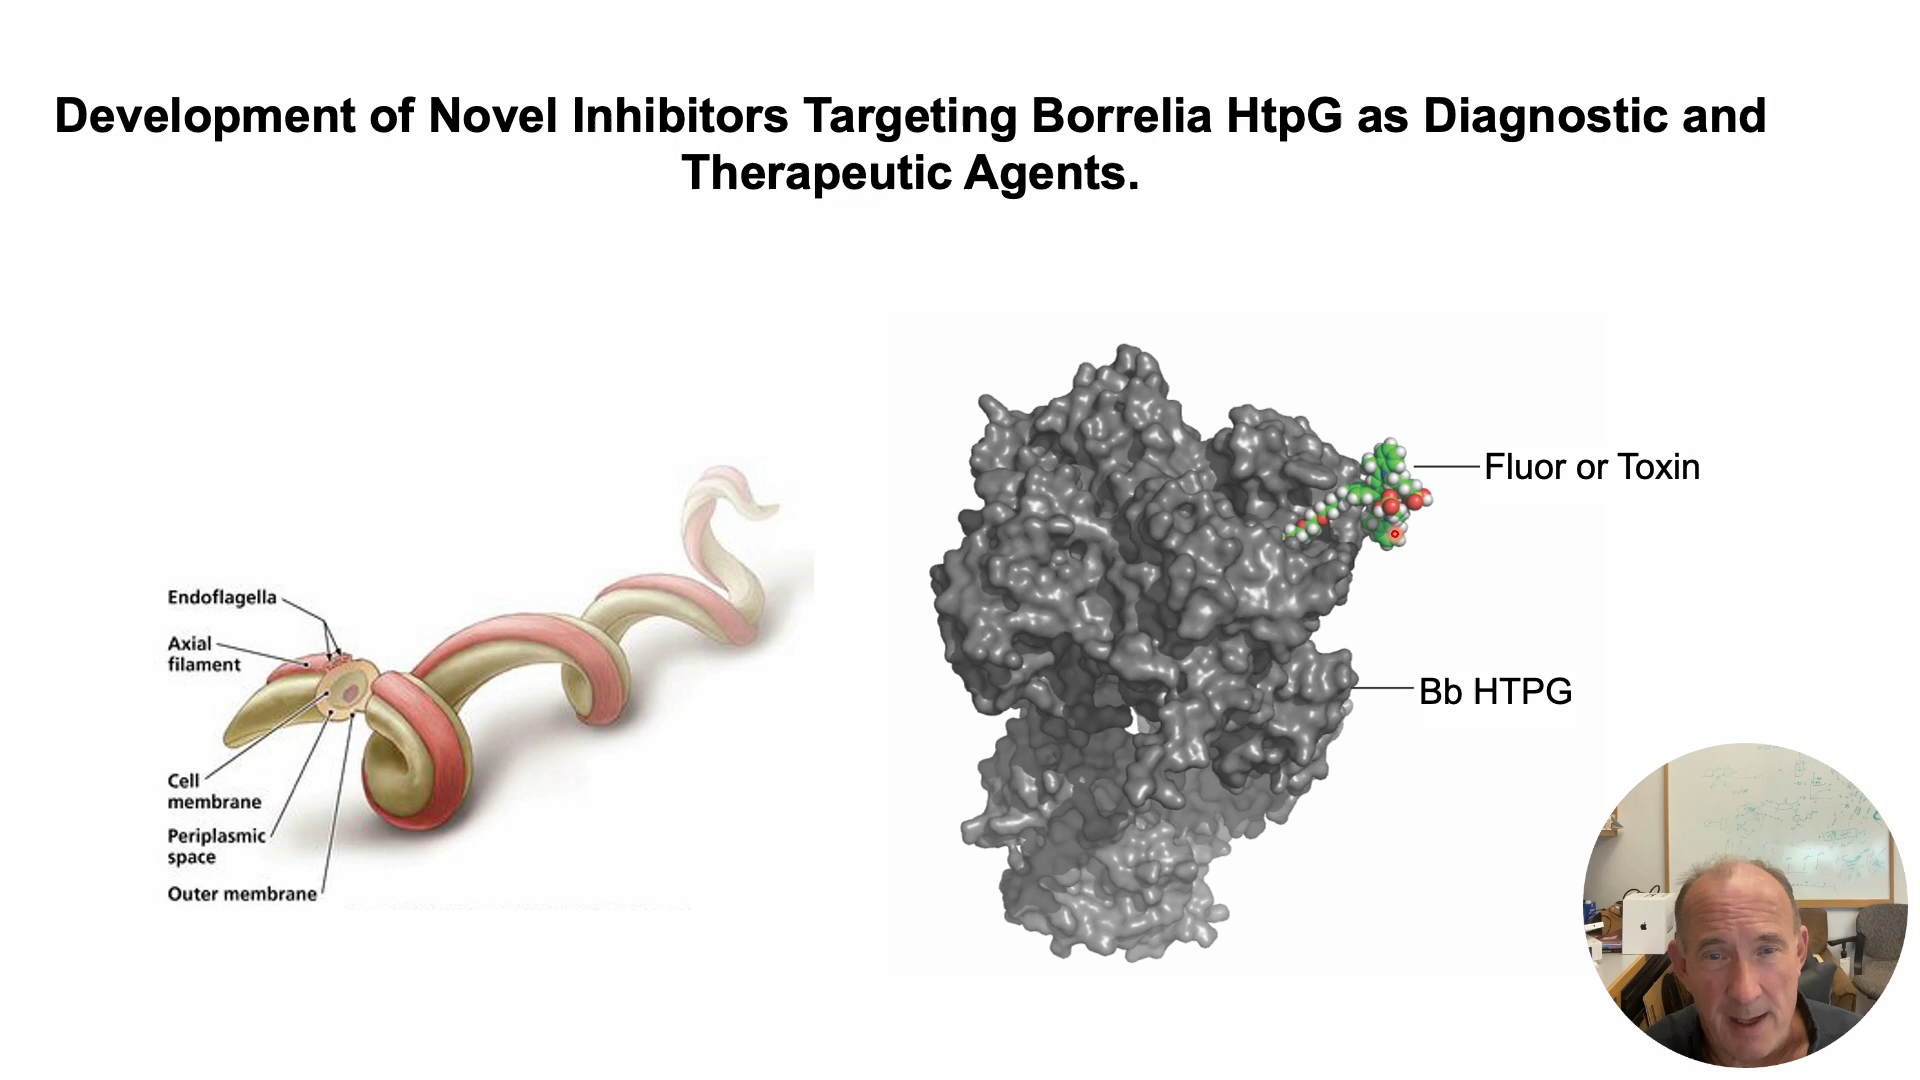 Development of Novel Inhibitors Targeting Borrelia HtpG as Diagnostic and
Therapeutic Agents.
Endoflagella
Axial
filament
Cell
membrane
Periplasmic
space
Outer membrane
Fluor or Toxin
Bb HTPG